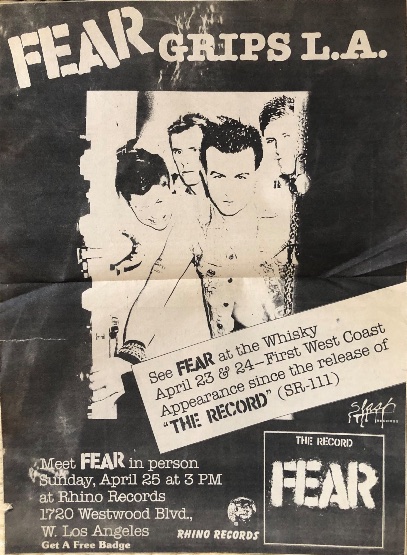 FEAR GRIPS L.A.
See FEAR at the Whisky
April 23 & 24–First West Coast
Appearance since the release of
"THE RECORD" (SR-111)
Slash
RECORDS
Meet FEAR in person
Sunday, April 25 at 3 PM
at Rhino Records
1720 Westwood Blvd.,
W. Los Angeles
Get A Free Badge
RHINO RECORDS
THE RECORD
FEAR